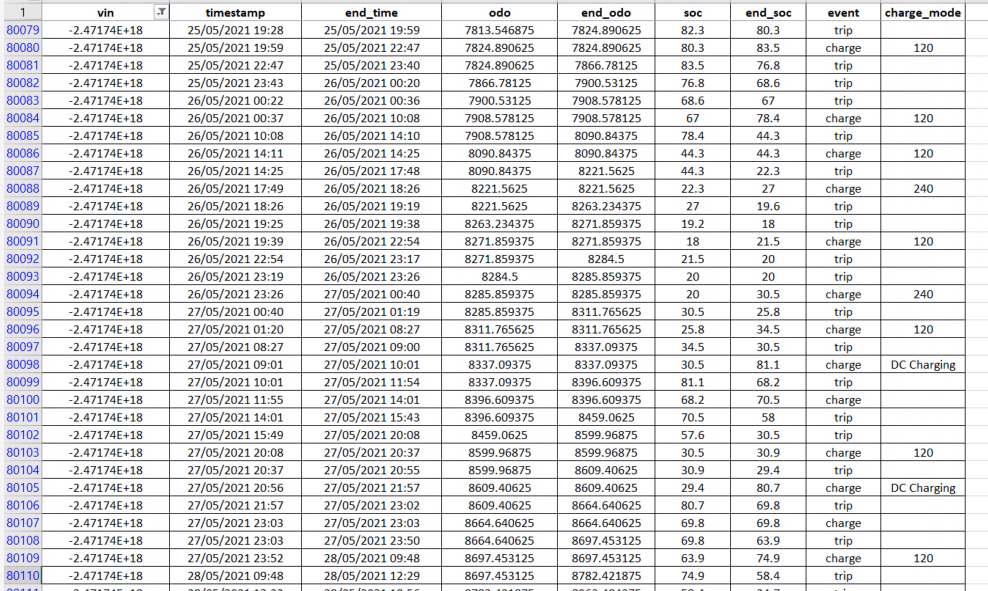 1 vin timestamp end_time odo end_odo soc end_soc event charge_mode
80079 -2.47174E+18 25/05/2021 19:28 25/05/2021 19:59 7813.546875 7824.890625 82.3 80.3 trip
80080 -2.47174E+18 25/05/2021 19:59 25/05/2021 22:47 7824.890625 7824.890625 80.3 83.5 charge 120
80081 -2.47174E+18 25/05/2021 22:47 25/05/2021 23:40 7824.890625 7866.78125 83.5 76.8 trip
80082 -2.47174E+18 25/05/2021 23:43 26/05/2021 00:20 7866.78125 7900.53125 76.8 68.6 trip
80083 -2.47174E+18 26/05/2021 00:22 26/05/2021 00:36 7900.53125 7908.578125 68.6 67 trip
80084 -2.47174E+18 26/05/2021 00:37 26/05/2021 10:08 7908.578125 7908.578125 67 78.4 charge 120
80085 -2.47174E+18 26/05/2021 10:08 26/05/2021 14:10 7908.578125 8090.84375 78.4 44.3 trip
80086 -2.47174E+18 26/05/2021 14:11 26/05/2021 14:25 8090.84375 8090.84375 44.3 44.3 charge 120
80087 -2.47174E+18 26/05/2021 14:25 26/05/2021 17:48 8090.84375 8221.5625 44.3 22.3 trip
80088 -2.47174E+18 26/05/2021 17:49 26/05/2021 18:26 8221.5625 8221.5625 22.3 27 charge 240
80089 -2.47174E+18 26/05/2021 18:26 26/05/2021 19:19 8221.5625 8263.234375 27 19.6 trip
80090 -2.47174E+18 26/05/2021 19:25 26/05/2021 19:38 8263.234375 8271.859375 19.2 18 trip
80091 -2.47174E+18 26/05/2021 19:39 26/05/2021 22:54 8271.859375 8271.859375 18 21.5 charge 120
80092 -2.47174E+18 26/05/2021 22:54 26/05/2021 23:17 8271.859375 8284.5 21.5 20 trip
80093 -2.47174E+18 26/05/2021 23:19 26/05/2021 23:26 8284.5 8285.859375 20 20 trip
80094 -2.47174E+18 26/05/2021 23:26 27/05/2021 00:40 8285.859375 8285.859375 20 30.5 charge 240
80095 -2.47174E+18 27/05/2021 00:40 27/05/2021 01:19 8285.859375 8311.765625 30.5 25.8 trip
80096 -2.47174E+18 27/05/2021 01:20 27/05/2021 08:27 8311.765625 8311.765625 25.8 34.5 charge 120
80097 -2.47174E+18 27/05/2021 08:27 27/05/2021 09:00 8311.765625 8337.09375 34.5 30.5 trip
80098 -2.47174E+18 27/05/2021 09:01 27/05/2021 10:01 8337.09375 8337.09375 30.5 81.1 charge DC Charging
80099 -2.47174E+18 27/05/2021 10:01 27/05/2021 11:54 8337.09375 8396.609375 81.1 68.2 trip
80100 -2.47174E+18 27/05/2021 11:55 27/05/2021 14:01 8396.609375 8396.609375 68.2 70.5 charge
80101 -2.47174E+18 27/05/2021 14:01 27/05/2021 15:43 8396.609375 8459.0625 70.5 58 trip
80102 -2.47174E+18 27/05/2021 15:49 27/05/2021 20:08 8459.0625 8599.96875 57.6 30.5 trip
80103 -2.47174E+18 27/05/2021 20:08 27/05/2021 20:37 8599.96875 8599.96875 30.5 30.9 charge 120
80104 -2.47174E+18 27/05/2021 20:37 27/05/2021 20:55 8599.96875 8609.40625 30.9 29.4 trip
80105 -2.47174E+18 27/05/2021 20:56 27/05/2021 21:57 8609.40625 8609.40625 29.4 80.7 charge DC Charging
80106 -2.47174E+18 27/05/2021 21:57 27/05/2021 23:02 8609.40625 8664.640625 80.7 69.8 trip
80107 -2.47174E+18 27/05/2021 23:03 27/05/2021 23:03 8664.640625 8664.640625 69.8 69.8 charge
80108 -2.47174E+18 27/05/2021 23:03 27/05/2021 23:50 8664.640625 8697.453125 69.8 63.9 trip
80109 -2.47174E+18 27/05/2021 23:52 28/05/2021 09:48 8697.453125 8697.453125 63.9 74.9 charge 120
80110 -2.47174E+18 28/05/2021 09:48 28/05/2021 12:29 8697.453125 8782.421875 74.9 58.4 trip